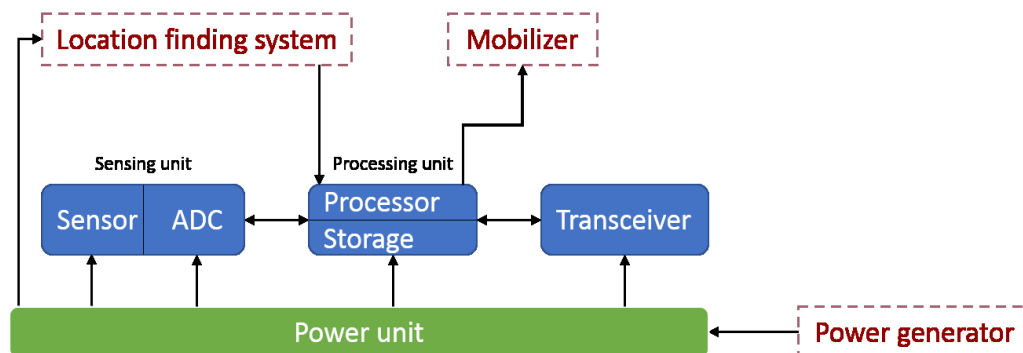 Location finding system
Mobilizer
Sensing unit
Processing unit
Sensor
ADC
Processor
Storage
Transceiver
Power unit
Power generator